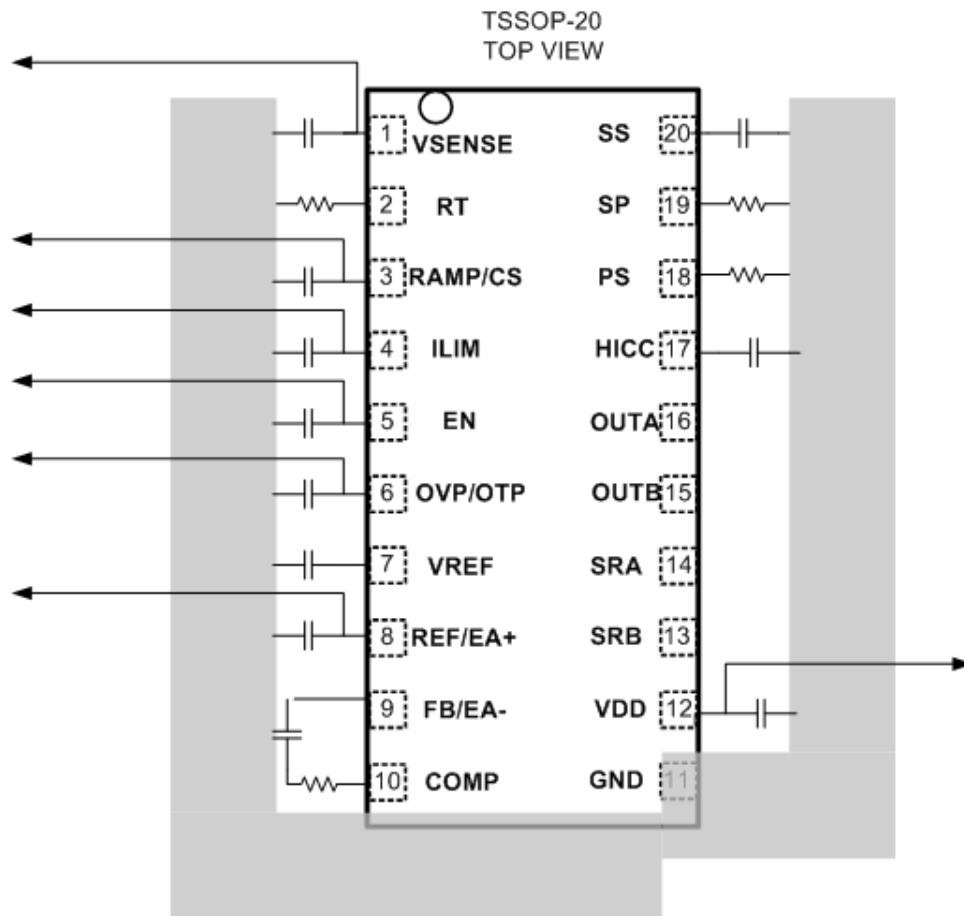 TSSOP-20
TOP VIEW
1 VSENSE SS 20
2 RT SP 19
3 RAMP/CS PS 18
4 ILIM HICC 17
5 EN OUTA 16
6 OVP/OTP OUTB 15
7 VREF SRA 14
8 REF/EA+ SRB 13
9 FB/EA- VDD 12
10 COMP GND 11